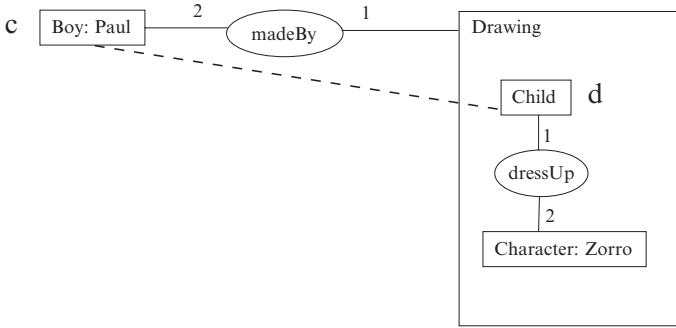 c
Boy: Paul
2
madeBy
1
Drawing
Child
d
1
dressUp
2
Character: Zorro